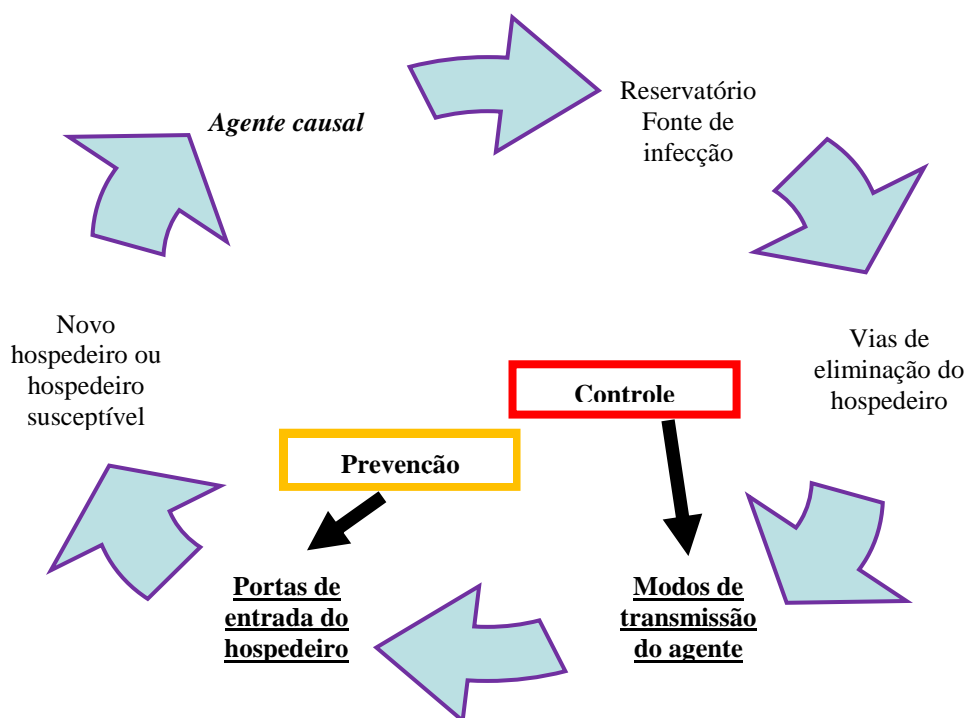 Agente causal
Reservatório
Fonte de
infecção
Vias de
eliminação do
hospedeiro
Novo
hospedeiro ou
hospedeiro
susceptível
Controle
Prevencão
Portas de
entrada do
hospedeiro
Modos de
transmissão
do agente